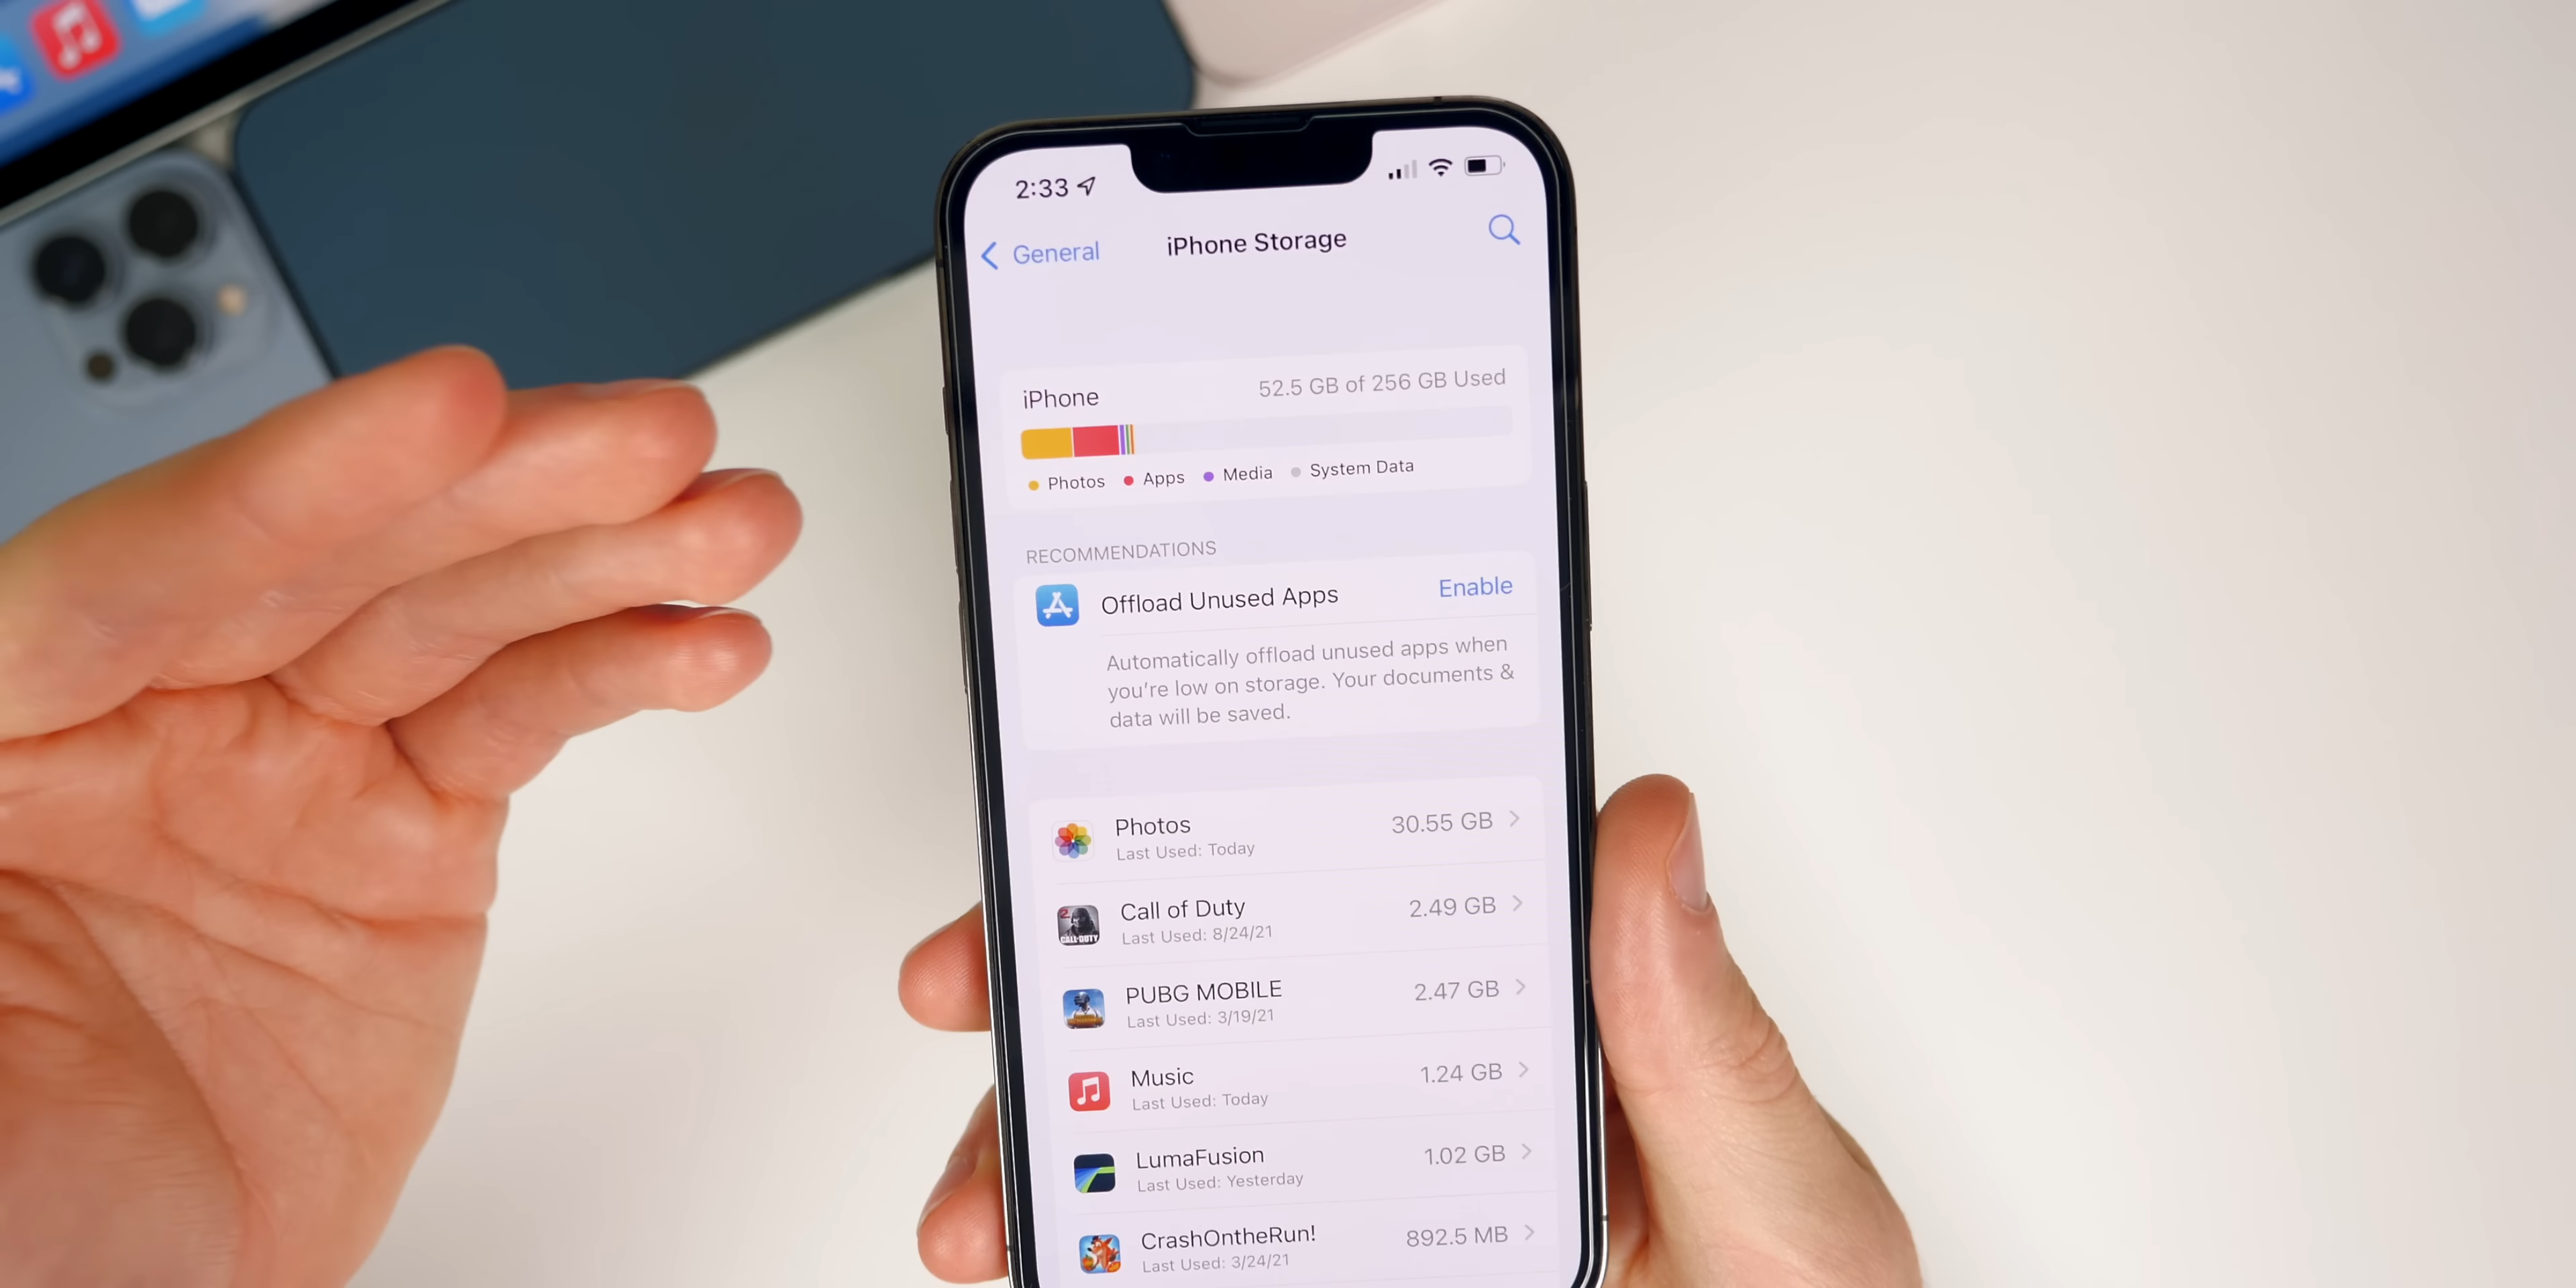 2:33
General
iPhone Storage
iPhone
52.5 GB of 256 GB Used
Photos Apps Media System Data
RECOMMENDATIONS
Offload Unused Apps
Enable
Automatically offload unused apps when
you're low on storage. Your documents &
data will be saved.
Photos
30.55 GB
Last Used: Today
2
CALL·DUTY
Call of Duty
2.49 GB
Last Used: 8/24/21
PUBG MOBILE
2.47 GB
Last Used: 3/19/21
Music
1.24 GB
Last Used: Today
LumaFusion
1.02 GB
Last Used: Yesterday
CrashOntheRun!
892.5 MB
Last Used: 3/24/21